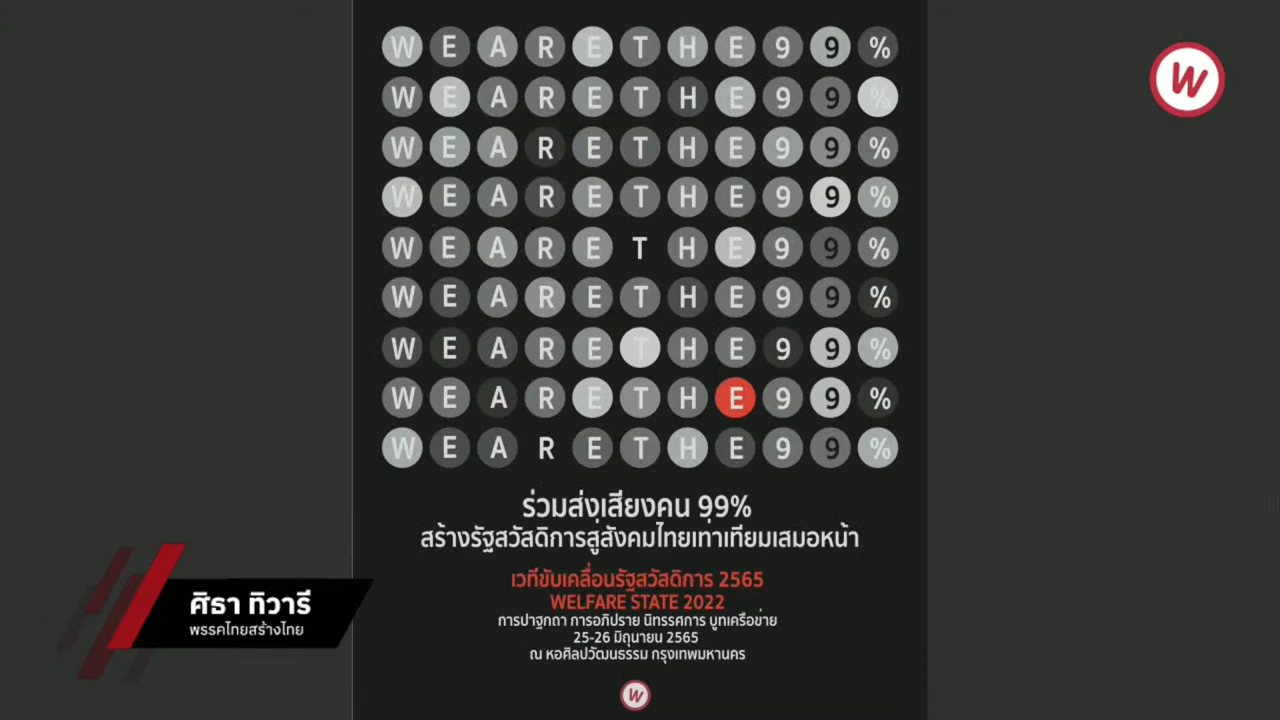 WEARETHE99%
WEARETHE99%
WEARETHE99%
WEARETHE99%
WEARETHE99%
WEARETHE99%
WEARETHE99%
WEARETHE99%
WEARETHE99%
ร่วมส่งเสียงคน 99%
สร้างรัฐสวัสดิการสู่สังคมไทยเท่าเทียมเสมอหน้า
เวทีขับเคลื่อนรัฐสวัสดิการ 2565
WELFARE STATE 2022
การปาฐกถา การอภิปราย นิทรรศการ บูทเครือข่าย
25-26 มิถุนายน 2565
ณ หอศิลปวัฒนธรรม กรุงเทพมหานคร
W
W
ศิธา ทิวารี
พรรคไทยสร้างไทย